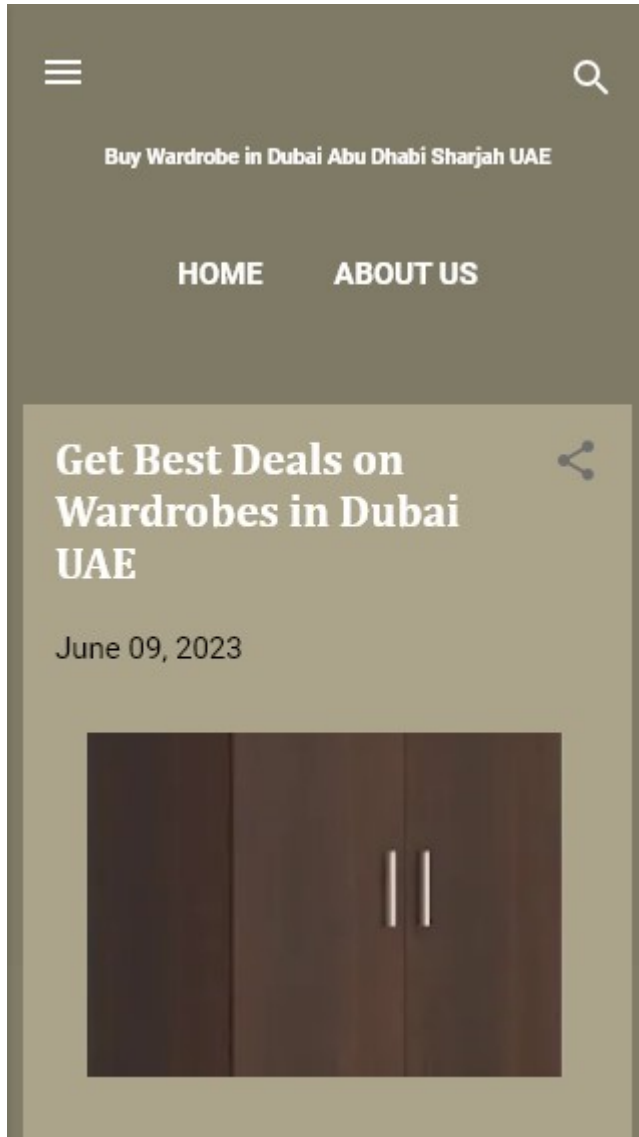 Buy Wardrobe in Dubai Abu Dhabi Sharjah UAE
HOME ABOUT US
Get Best Deals on
Wardrobes in Dubai
UAE
June 09, 2023